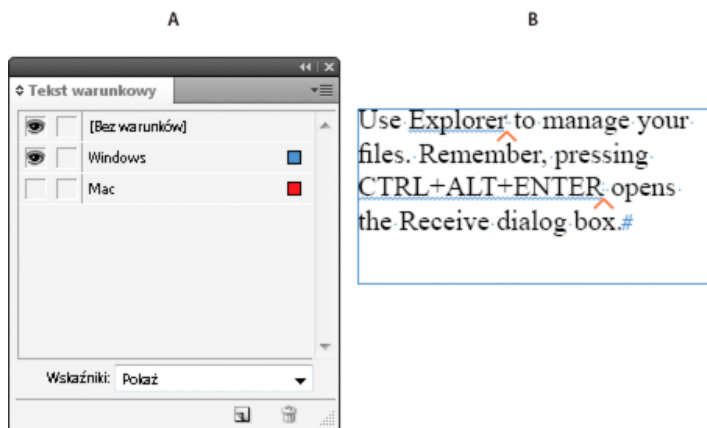 A
B
Tekst warunkowy
[Bez warunków]
Windows
Mac
Wskaźniki: Pokaż
Use Explorer to manage your
files. Remember, pressing
CTRL+ALT+ENTER opens
the Receive dialog box.#